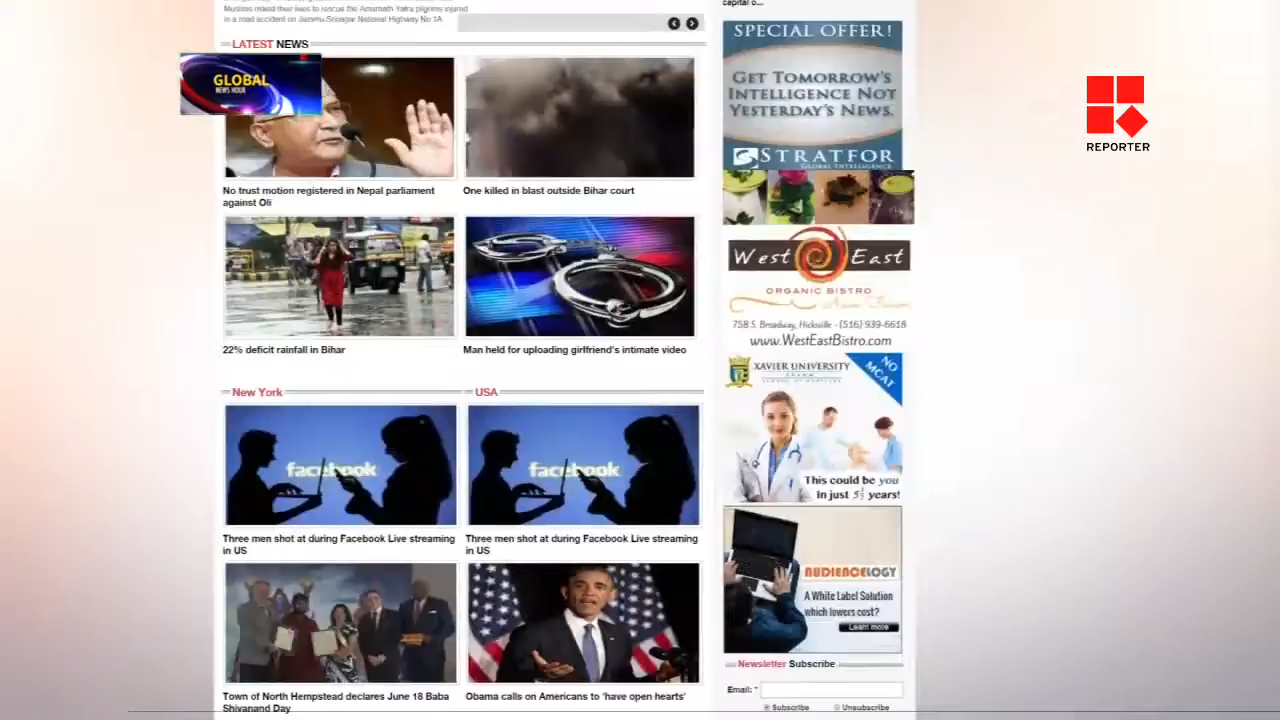 Muslims risked their lives to rescue the Amarnath Yatra pilgrims injured
in a road accident on Jammu-Srinagar National Highway No 1A
capital o...
LATEST NEWS
GLOBAL
NEWS HOUR
No trust motion registered in Nepal parliament
against Oli
One killed in blast outside Bihar court
22% deficit rainfall in Bihar
Man held for uploading girlfriend's intimate video
New York
USA
facebook
facebook
Three men shot at during Facebook Live streaming
in US
Three men shot at during Facebook Live streaming
in US
Town of North Hempstead declares June 18 Baba
Shivanand Day
Obama calls on Americans to 'have open hearts'
SPECIAL OFFER!
GET TOMORROW'S
INTELLIGENCE NOT
YESTERDAY'S NEWS.
STRATFOR
GLOBAL INTELLIGENCE
West East
ORGANIC BISTRO
758 S. Broadway, Hicksville - (516) 939-6618
www.WestEastBistro.com
XAVIER UNIVERSITY
SCHOOL OF MEDICINE
NO
MCAT
This could be you
in just 5½ years!
AUDIENCELOGY
A White Label Solution
which lowers cost?
Learn more
Newsletter Subscribe
Email: *
Subscribe Unsubscribe
REPORTER